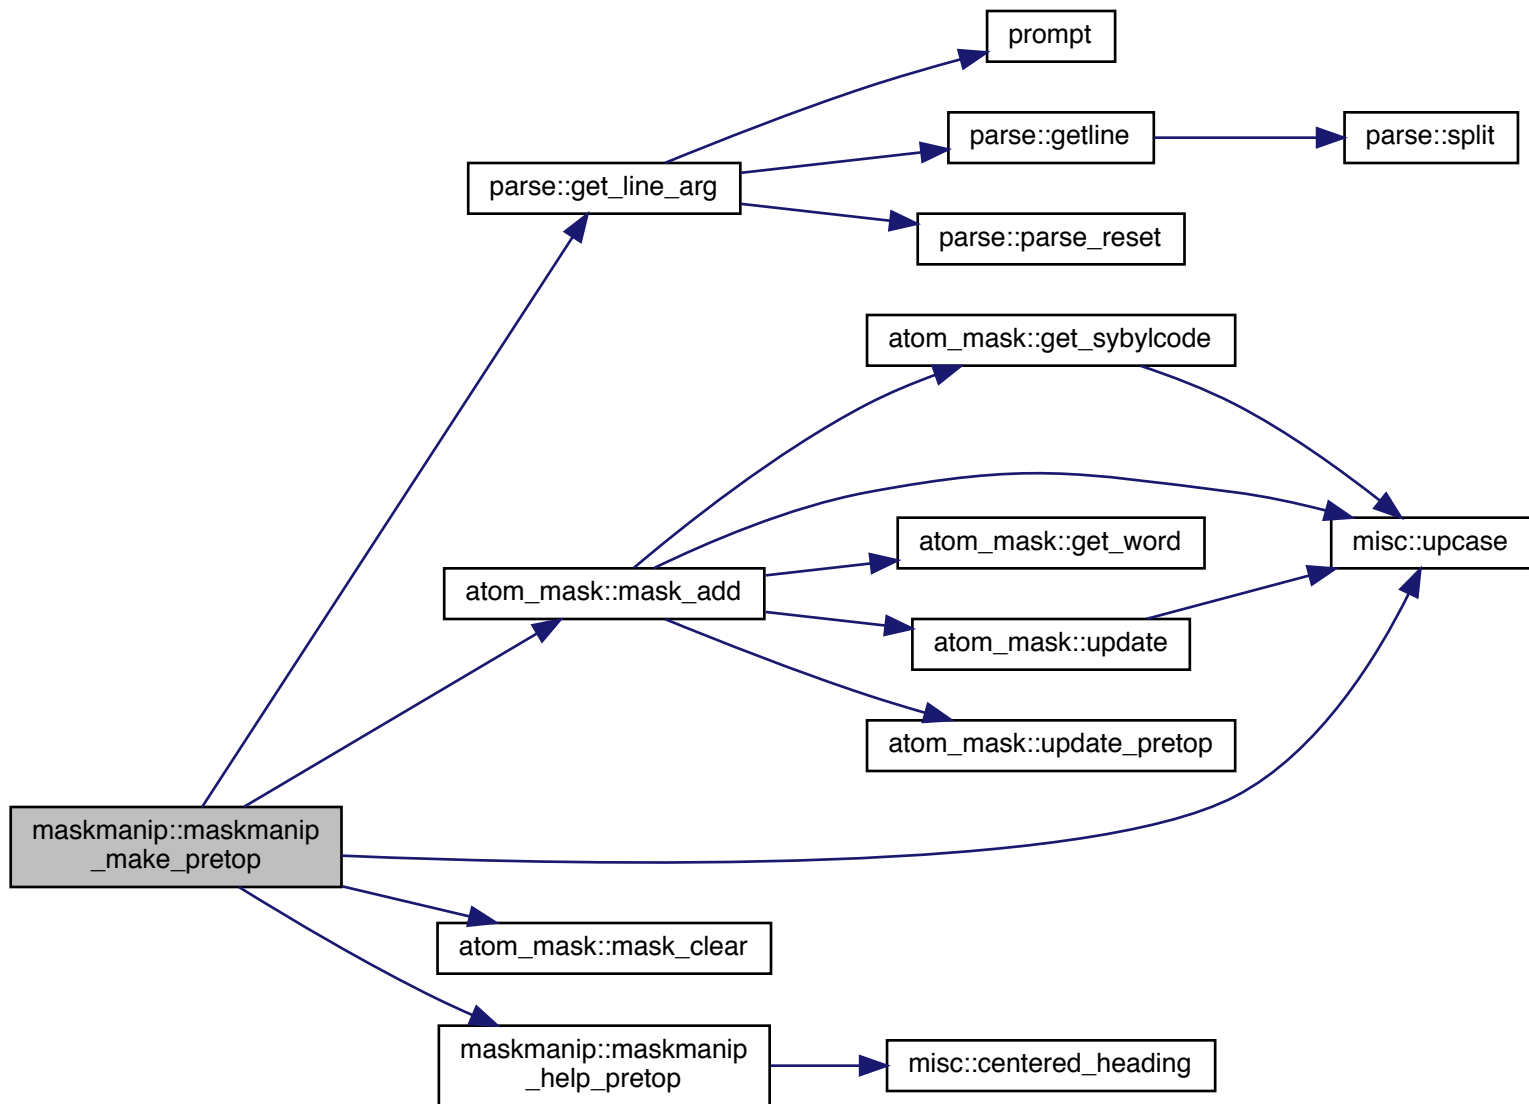 prompt
parse::getline
parse::split
parse::get_line_arg
parse::parse_reset
atom_mask::get_sybylcode
atom_mask::get_word
misc::upcase
atom_mask::mask_add
atom_mask::update
atom_mask::update_pretop
maskmanip::maskmanip
_make_pretop
atom_mask::mask_clear
maskmanip::maskmanip
_help_pretop
misc::centered_heading